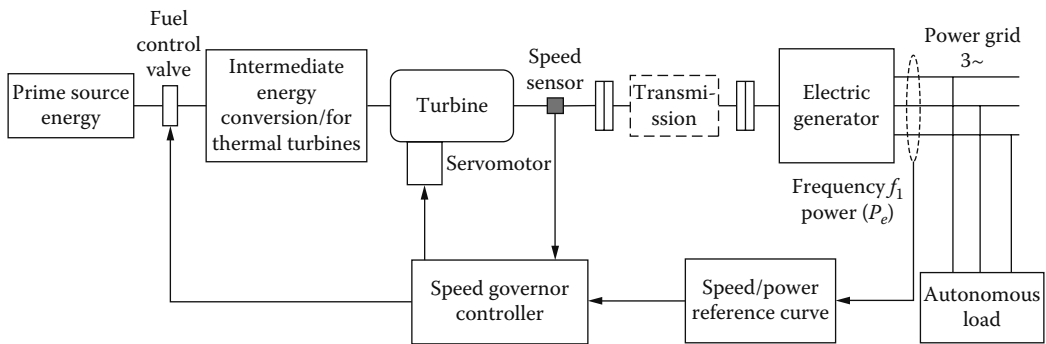 Fuel
control
valve
Prime source
energy
Intermediate
energy
conversion/for
thermal turbines
Turbine
Servomotor
Speed
sensor
Transmi-
ssion
Electric
generator
Power grid
3~
Frequency f₁
power (Pₑ)
Speed governor
controller
Speed/power
reference curve
Autonomous
load